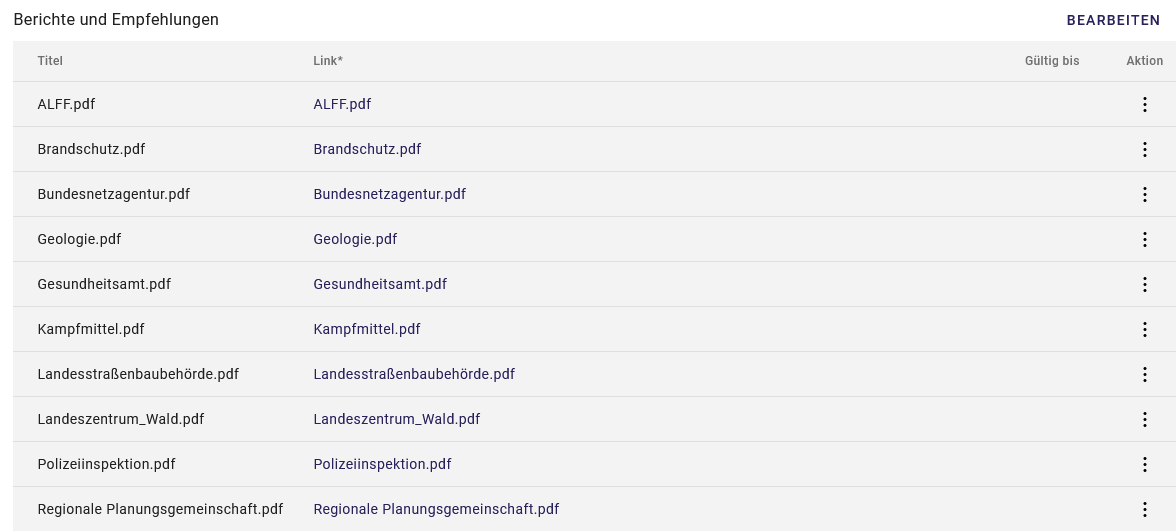 Berichte und Empfehlungen BEARBEITEN
Titel Link* Gültig bis Aktion
ALFF.pdf ALFF.pdf
Brandschutz.pdf Brandschutz.pdf
Bundesnetzagentur.pdf Bundesnetzagentur.pdf
Geologie.pdf Geologie.pdf
Gesundheitsamt.pdf Gesundheitsamt.pdf
Kampfmittel.pdf Kampfmittel.pdf
Landesstraßenbaubehörde.pdf Landesstraßenbaubehörde.pdf
Landeszentrum_Wald.pdf Landeszentrum_Wald.pdf
Polizeiinspektion.pdf Polizeiinspektion.pdf
Regionale Planungsgemeinschaft.pdf Regionale Planungsgemeinschaft.pdf